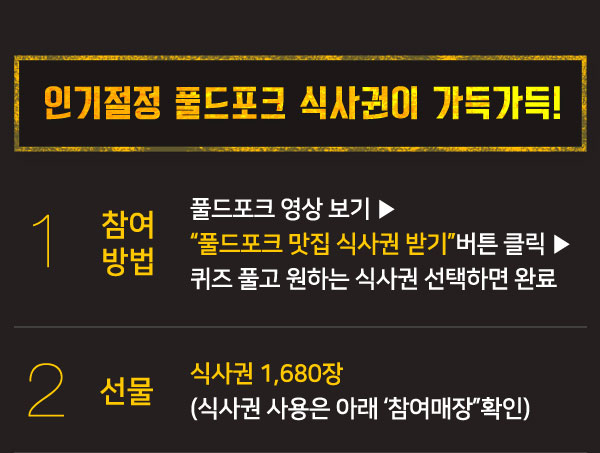 인기절정 풀드포크 식사권이 가득가득!
1 참여 방법
풀드포크 영상 보기 ▶
“풀드포크 맛집 식사권 받기”버튼 클릭 ▶
퀴즈 풀고 원하는 식사권 선택하면 완료
2 선물
식사권 1,680장
(식사권 사용은 아래 ‘참여매장”확인)